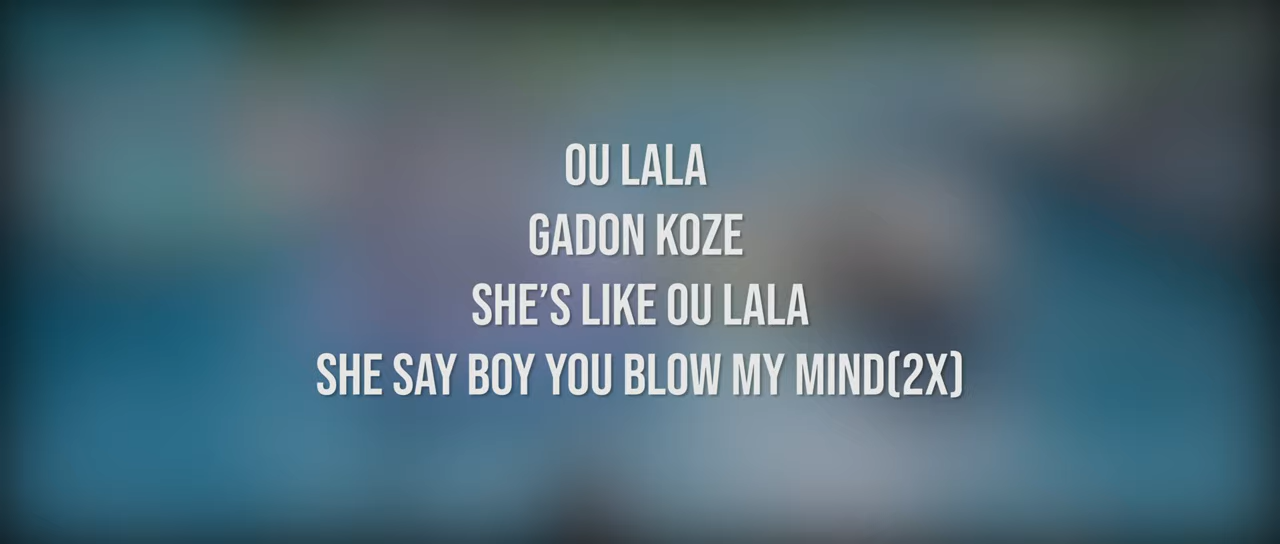 OU LALA
GADON KOZE
SHE’S LIKE OU LALA
SHE SAY BOY YOU BLOW MY MIND(2X)